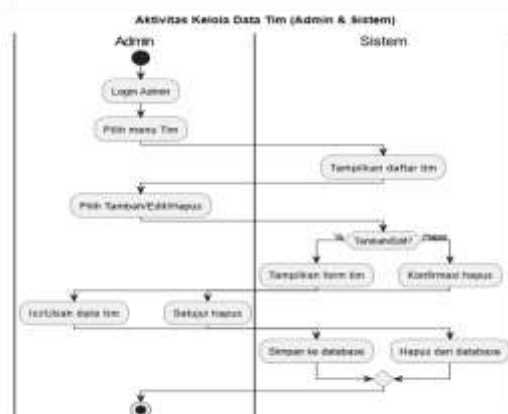 Aktivitas Kelola Data Tim (Admin & Sistem)
Admin
Sistem
Login Admin
Pilih menu Tim
Tampilkan daftar tim
Pilih Tambah/Edit/Hapus
Tambah/Edit?
Ya
Hapus
Tampilkan form tim
Konfirmasi hapus
Isi/Ubah data tim
Setujui hapus
Simpan ke database
Hapus dari database